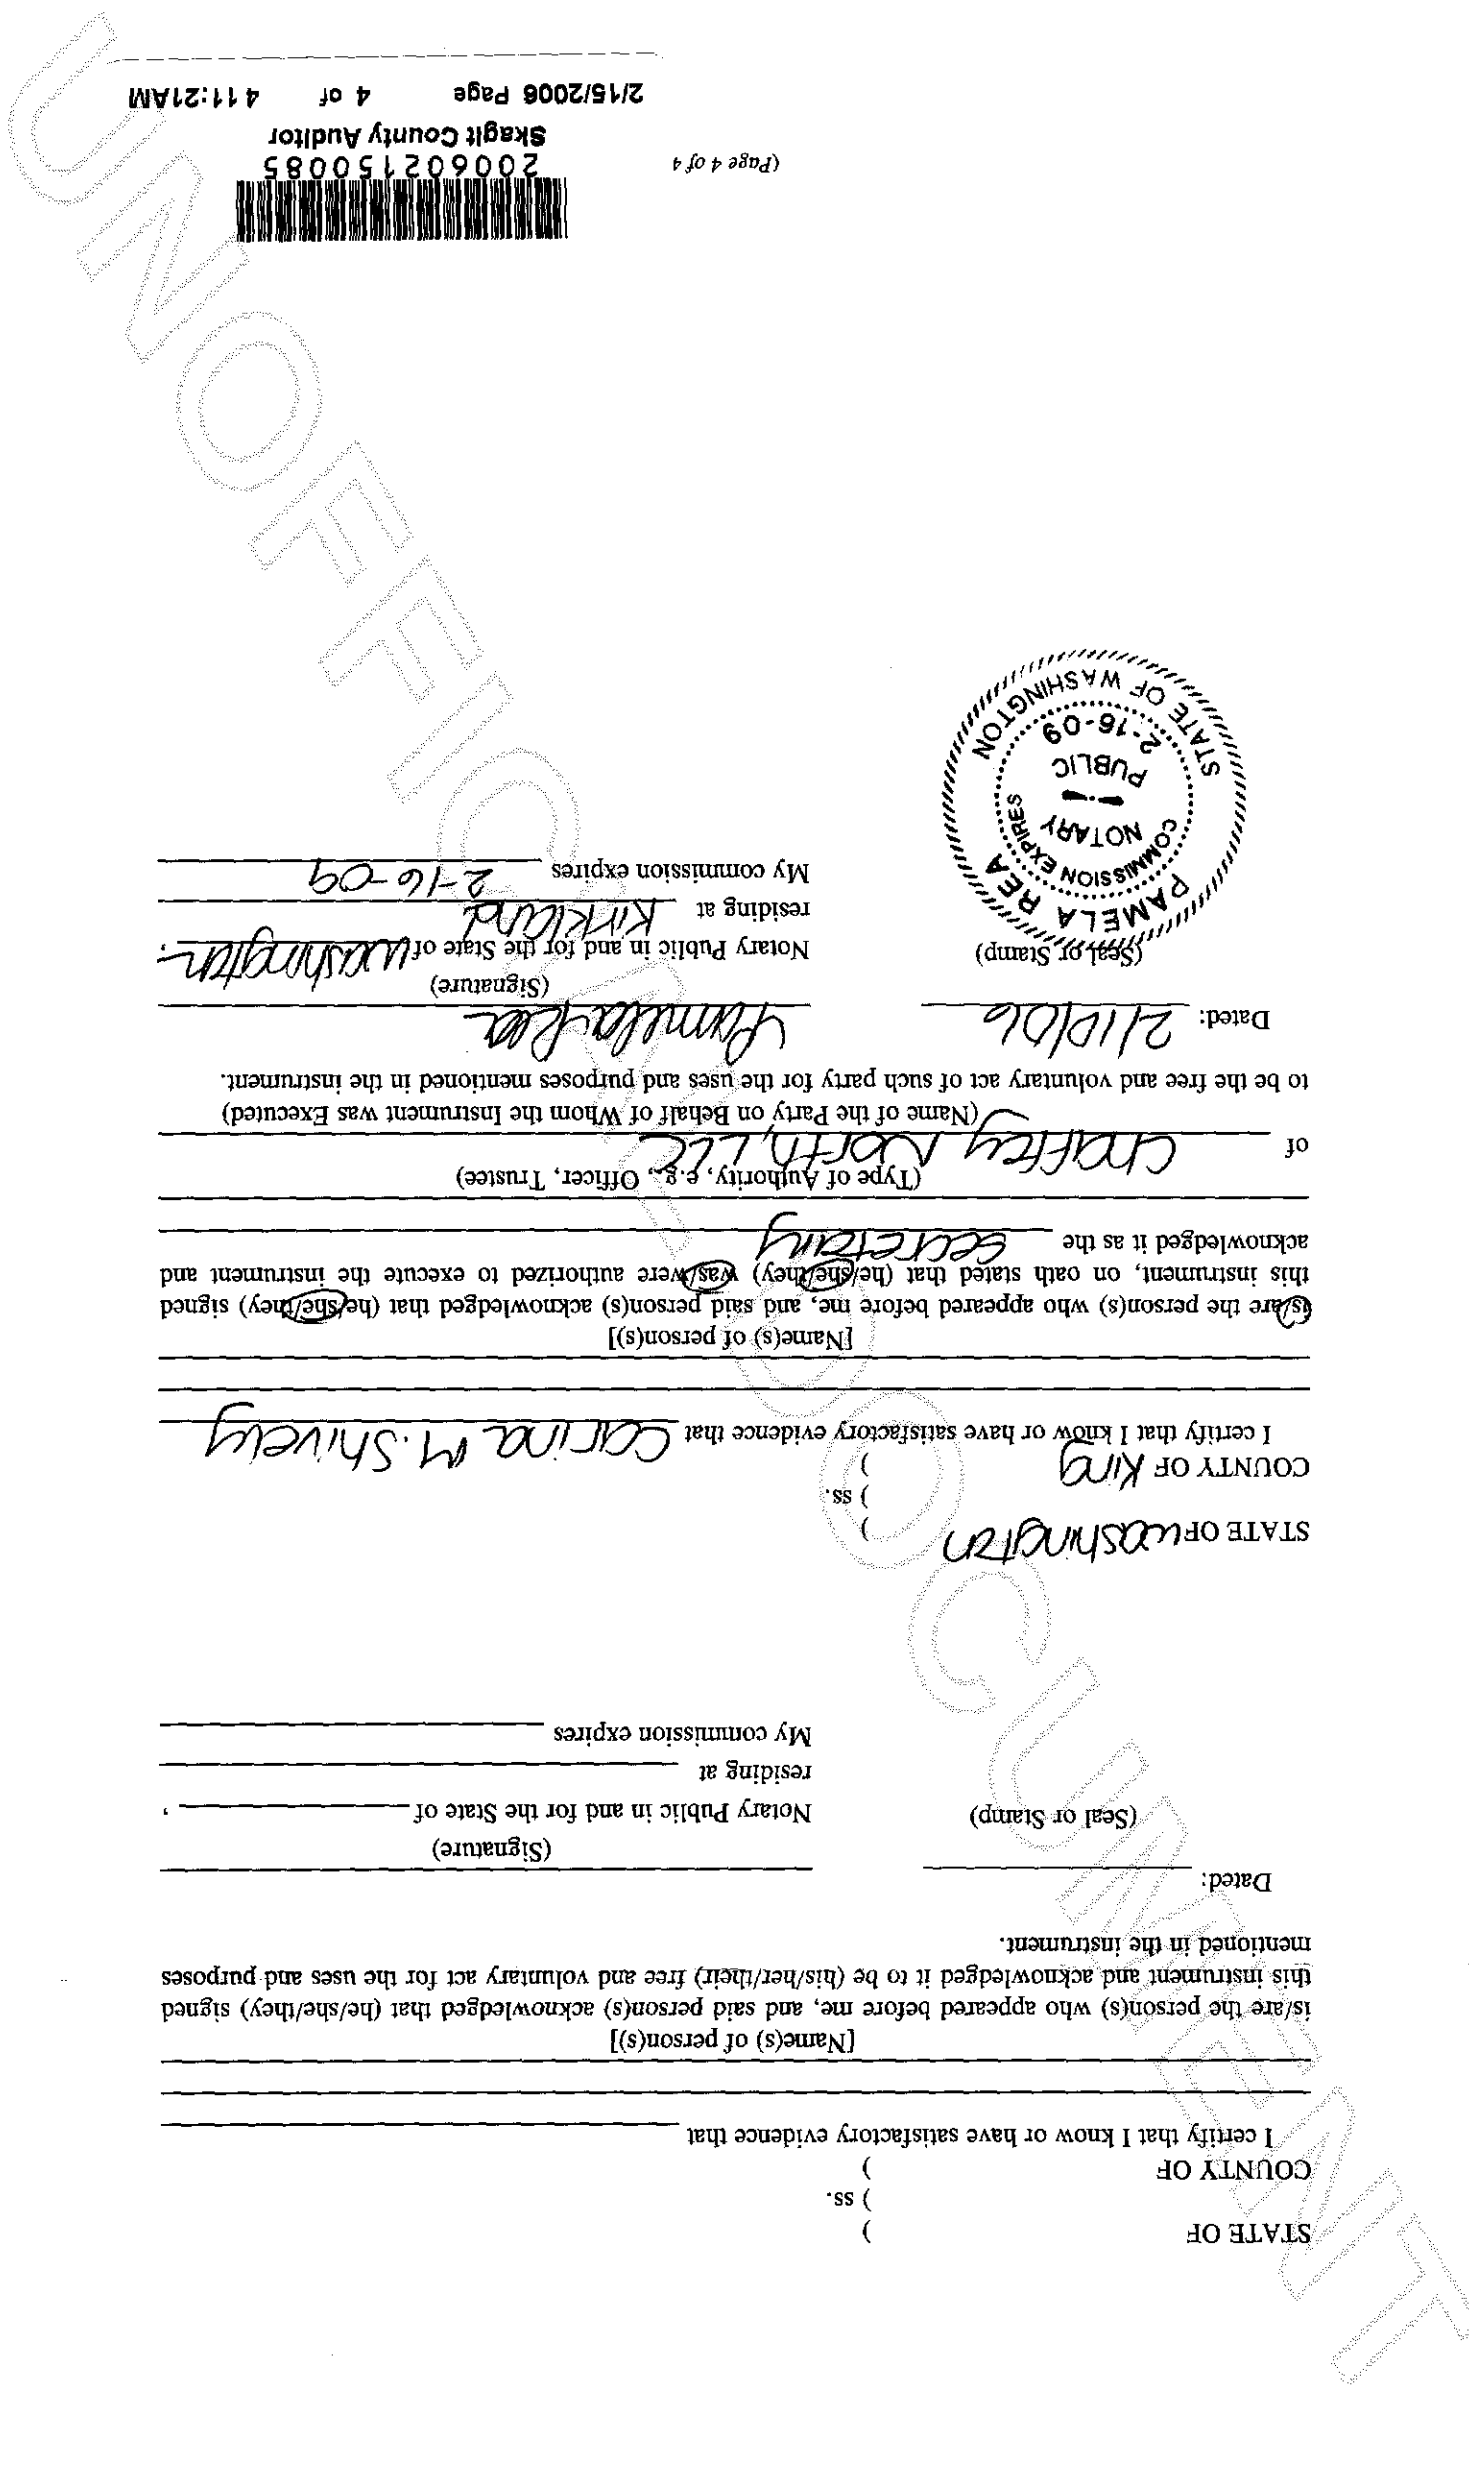 STATE OF )
) ss.
COUNTY OF )
I certify that I know or have satisfactory evidence that
[Name(s) of person(s)]
is/are the person(s) who appeared before me, and said person(s) acknowledged that (he/she/they) signed
this instrument and acknowledged it to be (his/her/their) free and voluntary act for the uses and purposes
mentioned in the instrument.
Dated:
(Signature)
(Seal or Stamp)
Notary Public in and for the State of ,
residing at
My commission expires
STATE OF Washington )
) ss.
COUNTY OF King )
I certify that I know or have satisfactory evidence that Carina M. Shively
[Name(s) of person(s)]
is/are the person(s) who appeared before me, and said person(s) acknowledged that (he/she/they) signed
this instrument, on oath stated that (he/she/they) was/were authorized to execute the instrument and
acknowledged it as the Secretary
(Type of Authority, e.g., Officer, Trustee)
of Chaffey North, LLC
(Name of the Party on Behalf of Whom the Instrument was Executed)
to be the free and voluntary act of such party for the uses and purposes mentioned in the instrument.
Dated: 2/10/06 Pamela Rea
(Signature)
(Seal or Stamp)
Notary Public in and for the State of Washington,
residing at Kirkland
My commission expires 2-16-09
PAMELA REA
COMMISSION EXPIRES
NOTARY
PUBLIC
2-16-09
STATE OF WASHINGTON
(Page 4 of 4
200602150085
Skagit County Auditor
2/15/2006 Page 4 of 4 11:21AM
UNOFFICIAL DOCUMENT